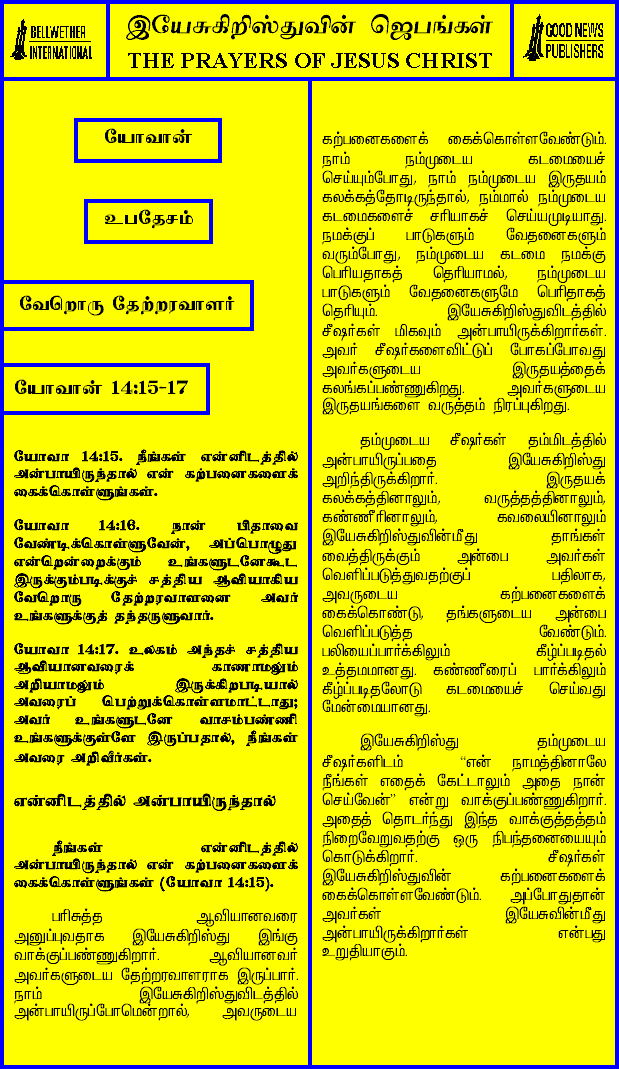 BELLWETHER
INTERNATIONAL
இயேசுகிறிஸ்துவின் ஜெபங்கள்
THE PRAYERS OF JESUS CHRIST
GOOD NEWS
PUBLISHERS
யோவான்
உபதேசம்
வேறொரு தேற்றரவாளர்
யோவான் 14:15-17
யோவா 14:15. நீங்கள் என்னிடத்தில்
அன்பாயிருந்தால் என் கற்பனைகளைக்
கைக்கொள்ளுங்கள்.
யோவா 14:16. நான் பிதாவை
வேண்டிக்கொள்ளுவேன், அப்பொழுது
என்றென்றைக்கும் உங்களுடனேகூட
இருக்கும்படிக்குச் சத்திய ஆவியாகிய
வேறொரு தேற்றரவாளனை அவர்
உங்களுக்குத் தந்தருளுவார்.
யோவா 14:17. உலகம் அந்தச் சத்திய
ஆவியானவரைக் காணாமலும்
அறியாமலும் இருக்கிறபடியால்
அவரைப் பெற்றுக்கொள்ளமாட்டாது;
அவர் உங்களுடனே வாசம்பண்ணி
உங்களுக்குள்ளே இருப்பதால், நீங்கள்
அவரை அறிவீர்கள்.
என்னிடத்தில் அன்பாயிருந்தால்
நீங்கள் என்னிடத்தில்
அன்பாயிருந்தால் என் கற்பனைகளைக்
கைக்கொள்ளுங்கள் (யோவா 14:15).
பரிசுத்த ஆவியானவரை
அனுப்புவதாக இயேசுகிறிஸ்து இங்கு
வாக்குப்பண்ணுகிறார். ஆவியானவர்
அவர்களுடைய தேற்றரவாளராக இருப்பார்.
நாம் இயேசுகிறிஸ்துவிடத்தில்
அன்பாயிருப்போமென்றால், அவருடைய
கற்பனைகளைக் கைக்கொள்ளவேண்டும்.
நாம் நம்முடைய கடமையைச்
செய்யும்போது, நாம் நம்முடைய இருதயம்
கலக்கத்தோடிருந்தால், நம்மால் நம்முடைய
கடமைகளைச் சரியாகச் செய்யமுடியாது.
நமக்குப் பாடுகளும் வேதனைகளும்
வரும்போது, நம்முடைய கடமை நமக்கு
பெரியதாகத் தெரியாமல், நம்முடைய
பாடுகளும் வேதனைகளுமே பெரிதாகத்
தெரியும். இயேசுகிறிஸ்துவிடத்தில்
சீஷர்கள் மிகவும் அன்பாயிருக்கிறார்கள்.
அவர் சீஷர்களைவிட்டுப் போகப்போவது
அவர்களுடைய இருதயத்தைக்
கலங்கப்பண்ணுகிறது. அவர்களுடைய
இருதயங்களை வருத்தம் நிரப்புகிறது.
தம்முடைய சீஷர்கள் தம்மிடத்தில்
அன்பாயிருப்பதை இயேசுகிறிஸ்து
அறிந்திருக்கிறார். இருதயக்
கலக்கத்தினாலும், வருத்தத்தினாலும்,
கண்ணீரினாலும், கவலையினாலும்
இயேசுகிறிஸ்துவின்மீது தாங்கள்
வைத்திருக்கும் அன்பை அவர்கள்
வெளிப்படுத்துவதற்குப் பதிலாக,
அவருடைய கற்பனைகளைக்
கைக்கொண்டு, தங்களுடைய அன்பை
வெளிப்படுத்த வேண்டும்.
பலியைப்பார்க்கிலும் கீழ்ப்படிதல்
உத்தமமானது. கண்ணீரைப் பார்க்கிலும்
கீழ்ப்படிதலோடு கடமையைச் செய்வது
மேன்மையானது.
இயேசுகிறிஸ்து தம்முடைய
சீஷர்களிடம் “என் நாமத்தினாலே
நீங்கள் எதைக் கேட்டாலும் அதை நான்
செய்வேன்” என்று வாக்குப்பண்ணுகிறார்.
அதைத் தொடர்ந்து இந்த வாக்குத்தத்தம்
நிறைவேறுவதற்கு ஒரு நிபந்தனையையும்
கொடுக்கிறார். சீஷர்கள்
இயேசுகிறிஸ்துவின் கற்பனைகளைக்
கைக்கொள்ளவேண்டும். அப்போதுதான்
அவர்கள் இயேசுவின்மீது
அன்பாயிருக்கிறார்கள் என்பது
உறுதியாகும்.